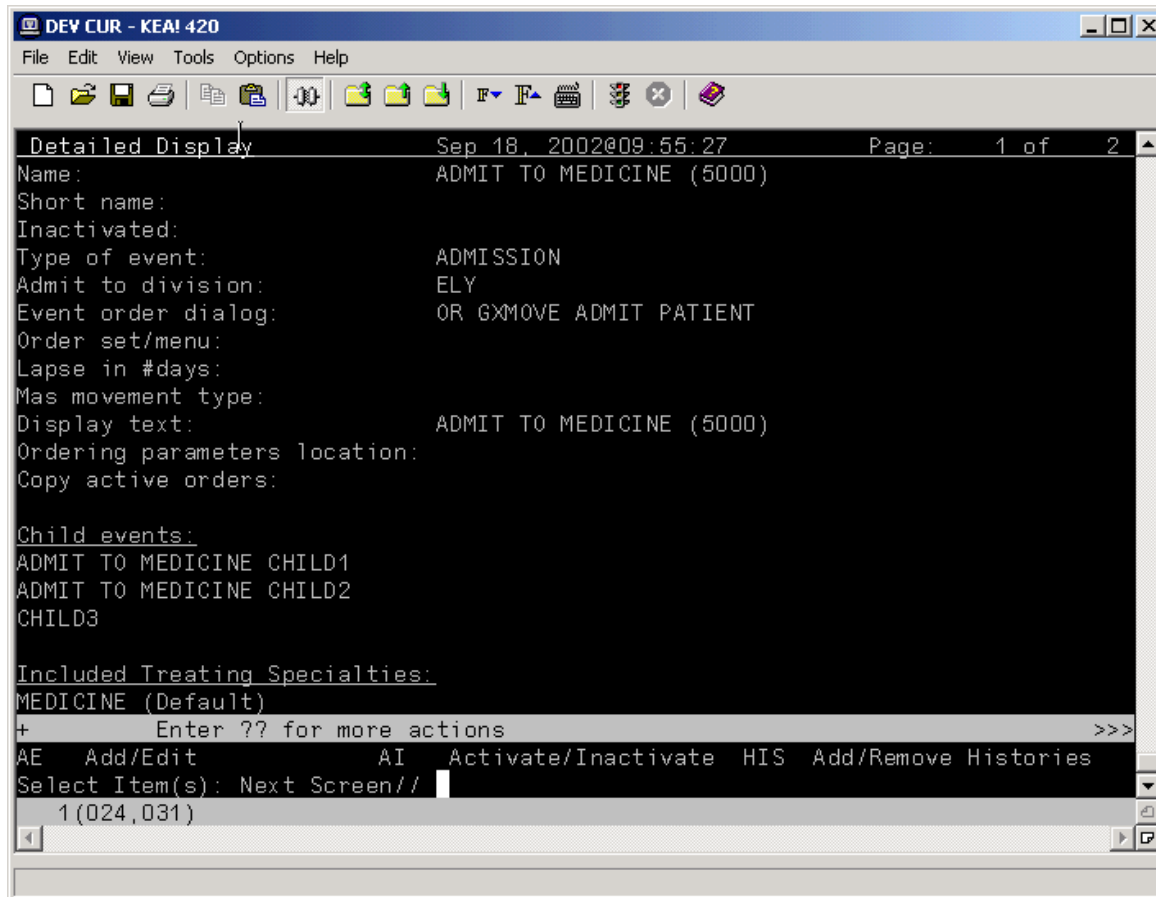 DEV CUR - KEA! 420
File Edit View Tools Options Help
Detailed Display Sep 18, 2002@09:55:27 Page: 1 of 2
Name: ADMIT TO MEDICINE (5000)
Short name:
Inactivated:
Type of event: ADMISSION
Admit to division: ELY
Event order dialog: OR GXMOVE ADMIT PATIENT
Order set/menu:
Lapse in #days:
Mas movement type:
Display text: ADMIT TO MEDICINE (5000)
Ordering parameters location:
Copy active orders:
Child events:
ADMIT TO MEDICINE CHILD1
ADMIT TO MEDICINE CHILD2
CHILD3
Included Treating Specialties:
MEDICINE (Default)
+ Enter ?? for more actions >>>
AE Add/Edit AI Activate/Inactivate HIS Add/Remove Histories
Select Item(s): Next Screen//
1(024,031)